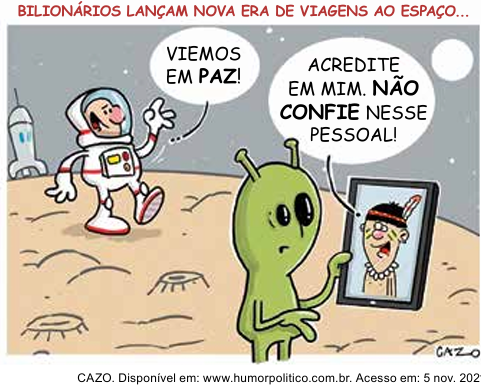 BILIONÁRIOS LANÇAM NOVA ERA DE VIAGENS AO ESPAÇO...
VIEMOS
EM PAZ!
ACREDITE
EM MIM. NÃO
CONFIE NESSE
PESSOAL!
CAZO
CAZO. Disponível em: www.humorpolitico.com.br. Acesso em: 5 nov. 202